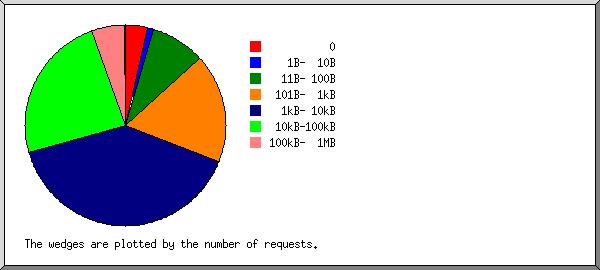 0
1B- 10B
11B- 100B
101B- 1kB
1kB- 10kB
10kB-100kB
100kB- 1MB
The wedges are plotted by the number of requests.